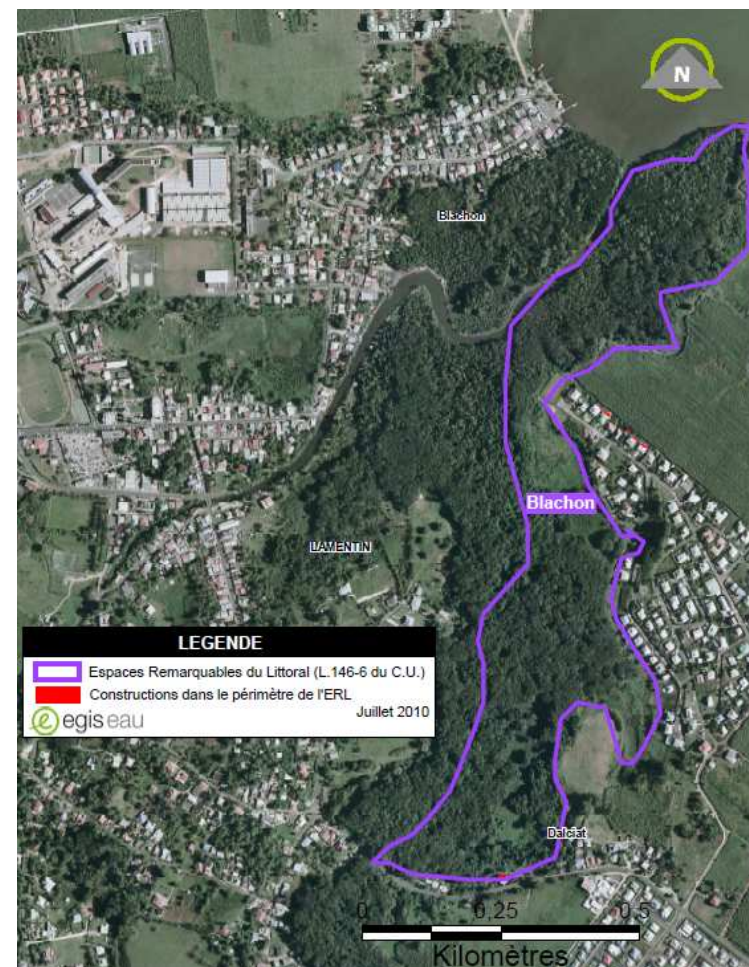 N
Blachon
Blachon
LAMENTIN
LEGENDE
Espaces Remarquables du Littoral (L.146-6 du C.U.)
Constructions dans le périmètre de l'ERL
egis eau
Juillet 2010
Dalciat
0 0,25 0,5
Kilomètres